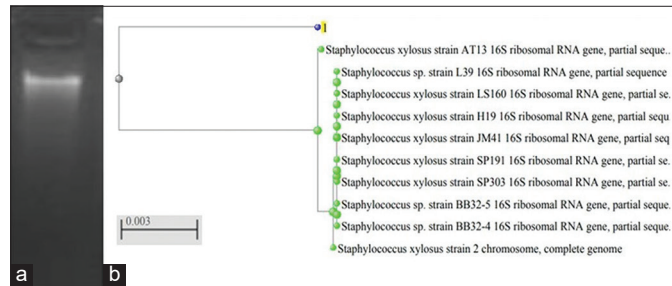 1
Staphylococcus xylosus strain AT13 16S ribosomal RNA gene, partial seque..
Staphylococcus sp. strain L39 16S ribosomal RNA gene, partial sequence
Staphylococcus xylosus strain LS160 16S ribosomal RNA gene, partial se.
Staphylococcus xylosus strain H19 16S ribosomal RNA gene, partial sequ
Staphylococcus xylosus strain JM41 16S ribosomal RNA gene, partial seq
Staphylococcus xylosus strain SP191 16S ribosomal RNA gene, partial se.
Staphylococcus xylosus strain SP303 16S ribosomal RNA gene, partial se.
Staphylococcus sp. strain BB32-5 16S ribosomal RNA gene, partial seque.
Staphylococcus sp. strain BB32-4 16S ribosomal RNA gene, partial seque.
Staphylococcus xylosus strain 2 chromosome, complete genome
0.003
a b